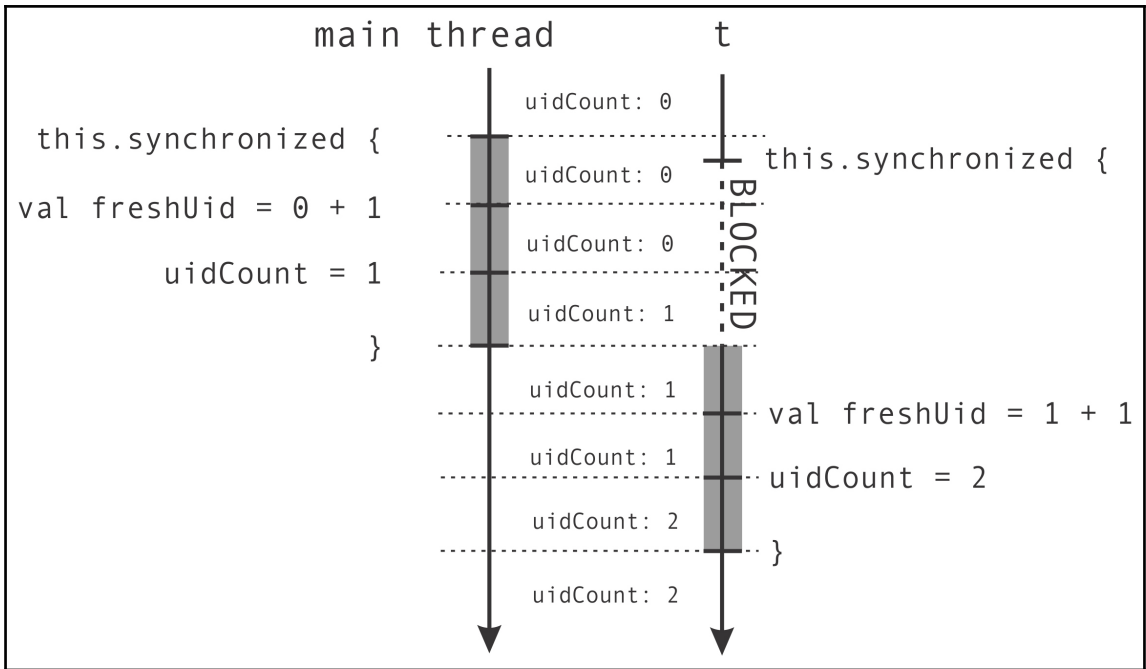 main thread
t
uidCount: 0
this.synchronized {
this.synchronized {
uidCount: 0
BLOCKED
val freshUid = 0 + 1
uidCount: 0
uidCount = 1
uidCount: 1
}
uidCount: 1
val freshUid = 1 + 1
uidCount: 1
uidCount = 2
uidCount: 2
}
uidCount: 2